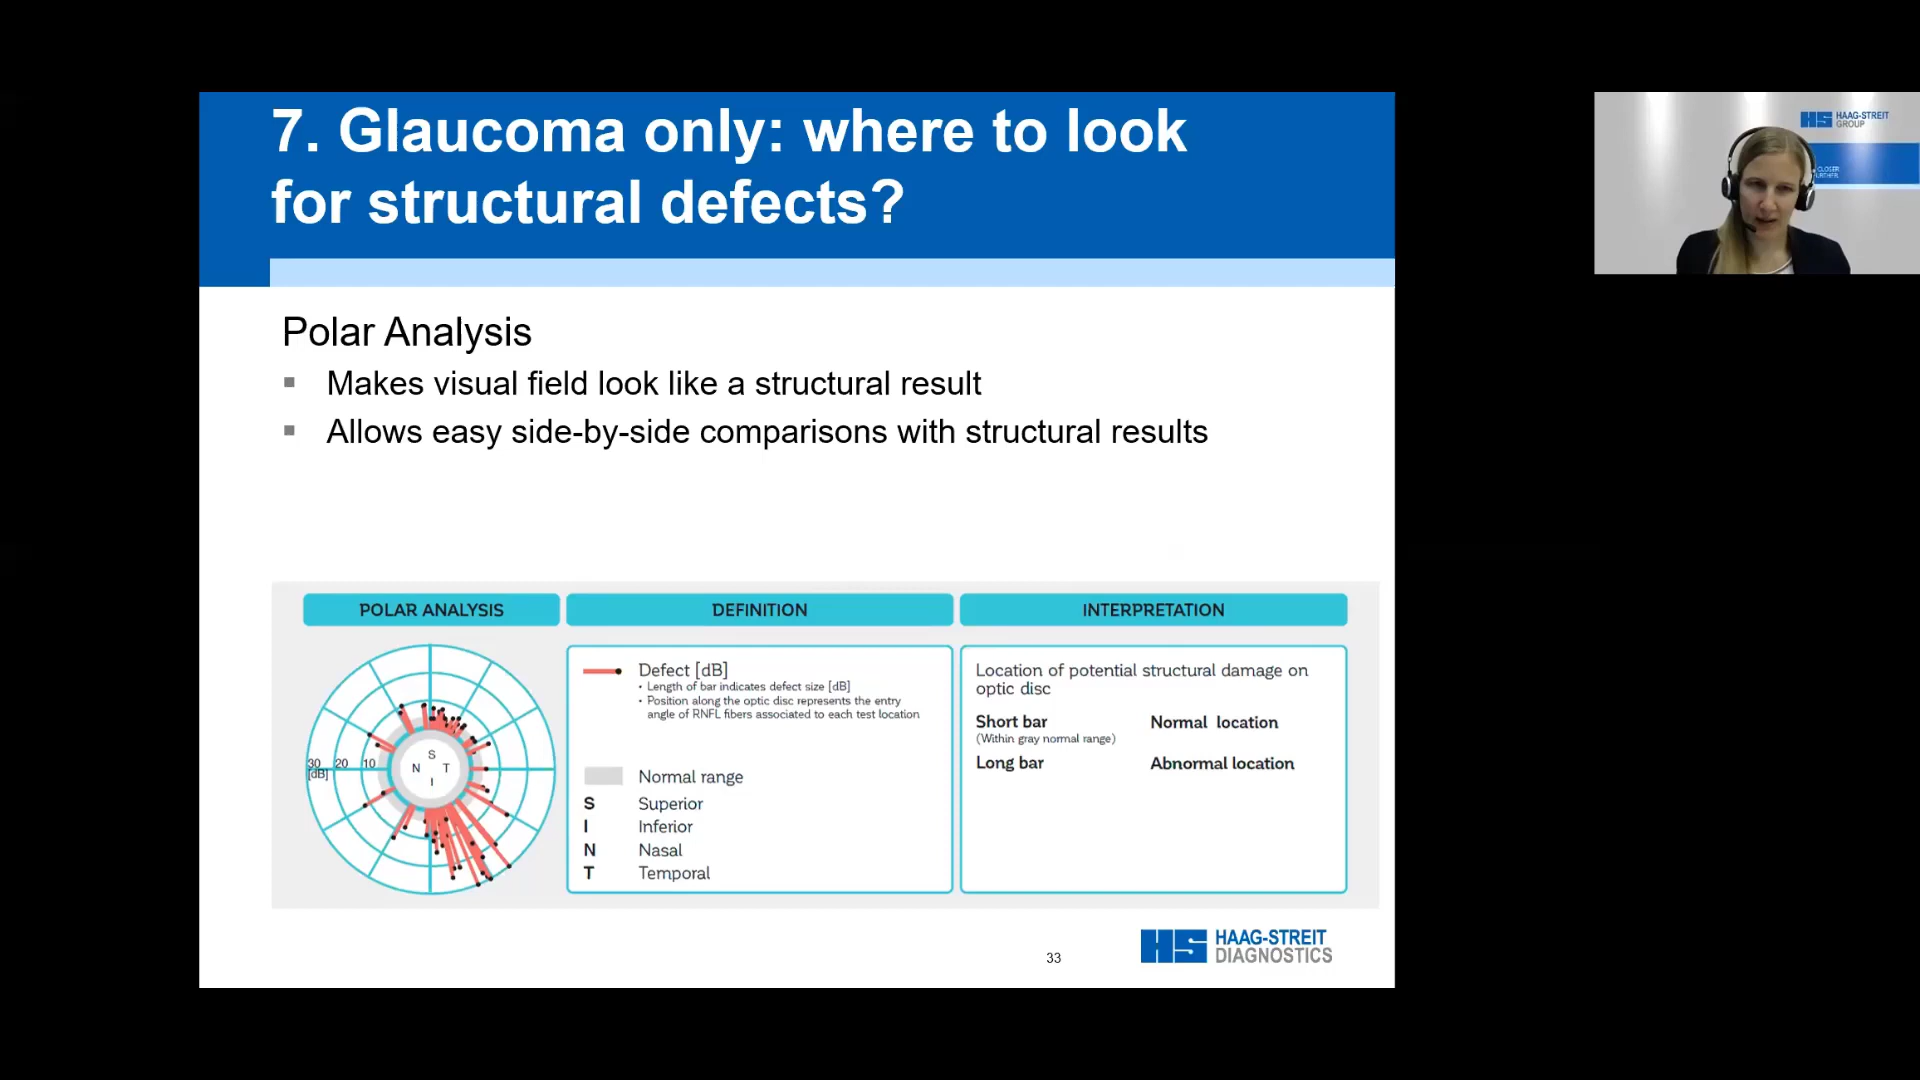 7. Glaucoma only: where to look
for structural defects?
HAAG-STREIT
GROUP
Polar Analysis
▪ Makes visual field look like a structural result
▪ Allows easy side-by-side comparisons with structural results
POLAR ANALYSIS
DEFINITION
INTERPRETATION
30 20 10
[dB]
S
N T
I
Defect [dB]
• Length of bar indicates defect size [dB]
• Position along the optic disc represents the entry
angle of RNFL fibers associated to each test location
Normal range
S Superior
I Inferior
N Nasal
T Temporal
Location of potential structural damage on
optic disc
Short bar Normal location
(Within gray normal range)
Long bar Abnormal location
33
HS HAAG-STREIT
DIAGNOSTICS